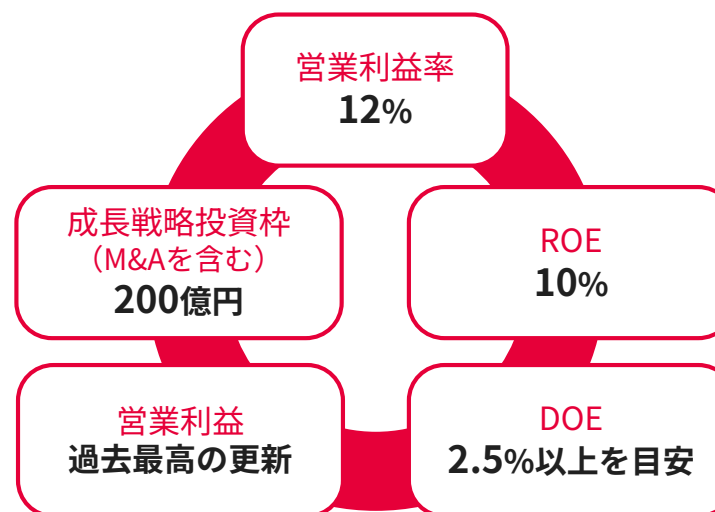 営業利益率
12%
成長戦略投資枠
（M&Aを含む）
200億円
ROE
10%
営業利益
過去最高の更新
DOE
2.5%以上を目安